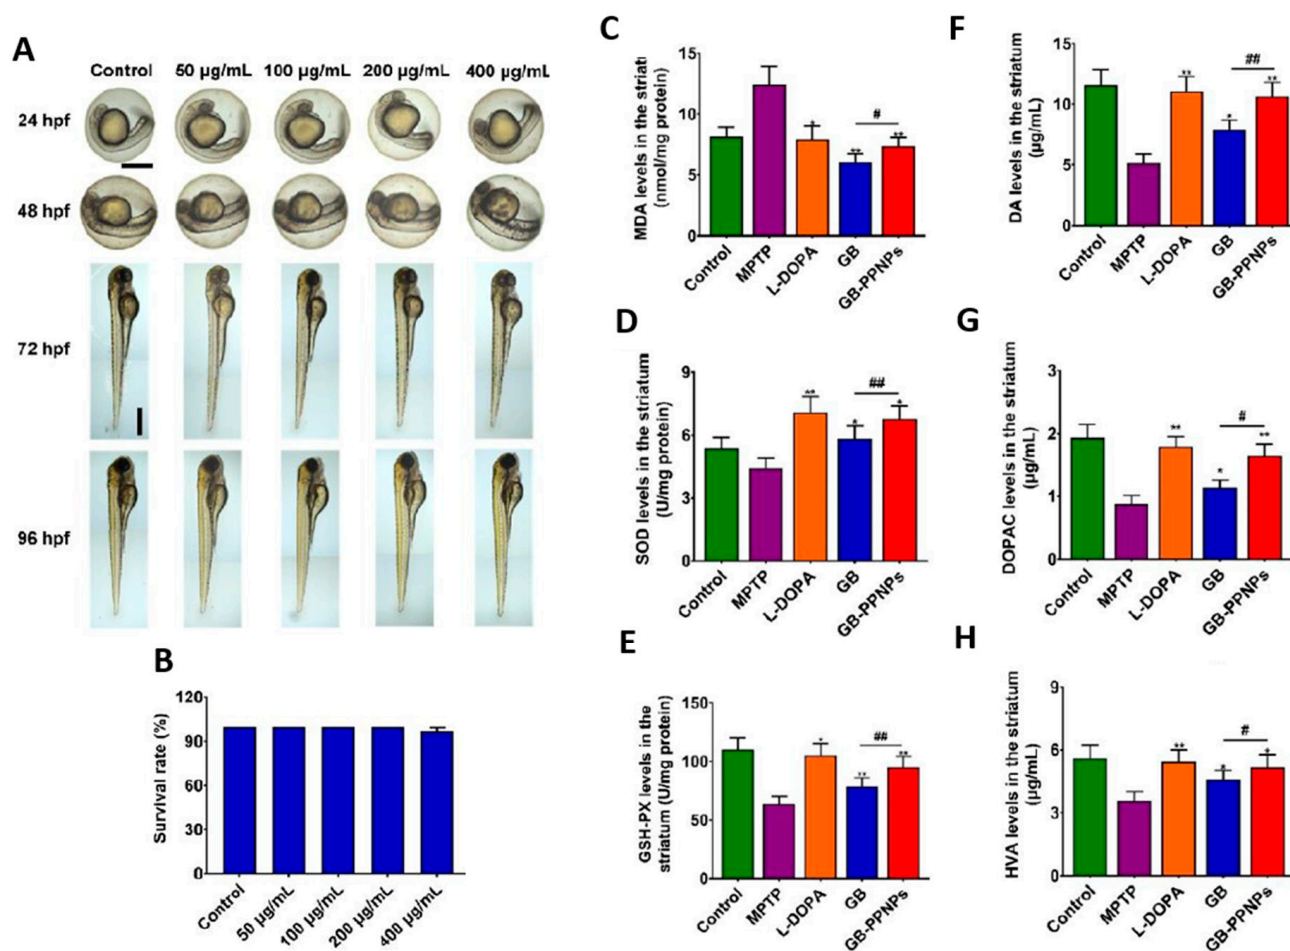 A
Control 50 µg/mL 100 µg/mL 200 µg/mL 400 µg/mL
24 hpf
48 hpf
72 hpf
96 hpf
B
Survival rate (%)
120
90
60
30
0
Control 50 µg/mL 100 µg/mL 200 µg/mL 400 µg/mL
C
MDA levels in the striati
(nmol/mg protein)
15
10
5
0
* ** # **
Control MPTP L-DOPA GB GB-PPNPs
D
SOD levels in the striatum
(U/mg protein)
9
6
3
0
** * ## *
Control MPTP L-DOPA GB GB-PPNPs
E
GSH-PX levels in the
striatum (U/mg protein)
150
100
50
0
* ** ## **
Control MPTP L-DOPA GB GB-PPNPs
F
DA levels in the striatum
(µg/mL)
15
10
5
0
** * ## **
Control MPTP L-DOPA GB GB-PPNPs
G
DOPAC levels in the striatum
(µg/mL)
3
2
1
0
** * # **
Control MPTP L-DOPA GB GB-PPNPs
H
HVA levels in the striatum
(µg/mL)
9
6
3
0
** * # *
Control MPTP L-DOPA GB GB-PPNPs